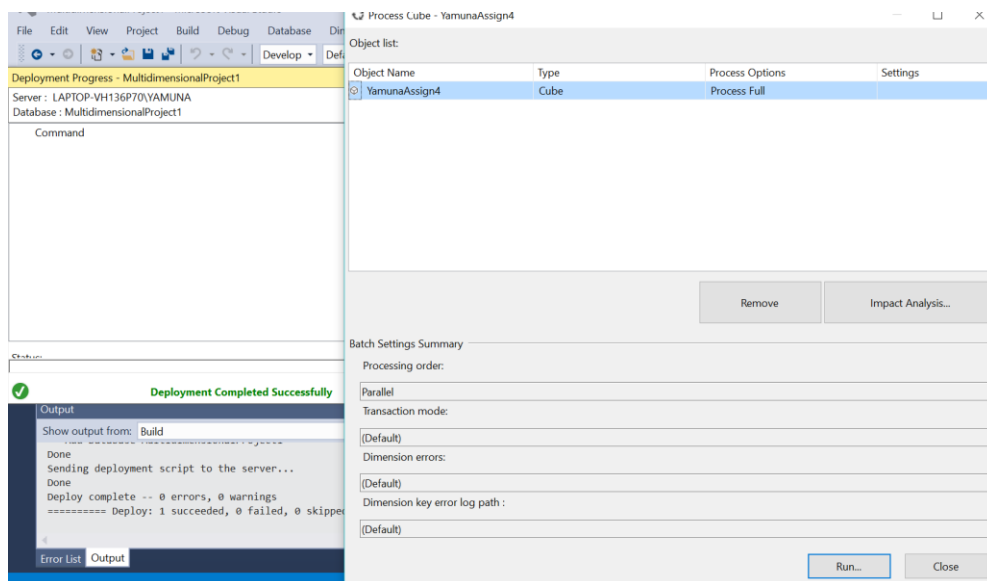 File Edit View Project Build Debug Database
Develop
Deployment Progress - MultidimensionalProject1
Server : LAPTOP-VH136P70\YAMUNA
Database : MultidimensionalProject1
Command
Status:
Deployment Completed Successfully
Output
Show output from: Build
Done
Sending deployment script to the server...
Done
Deploy complete -- 0 errors, 0 warnings
========== Deploy: 1 succeeded, 0 failed, 0 skippe
Error List Output
Process Cube - YamunaAssign4
Object list:
Object Name Type Process Options Settings
YamunaAssign4 Cube Process Full
Remove Impact Analysis...
Batch Settings Summary
Processing order:
Parallel
Transaction mode:
(Default)
Dimension errors:
(Default)
Dimension key error log path :
(Default)
Run... Close